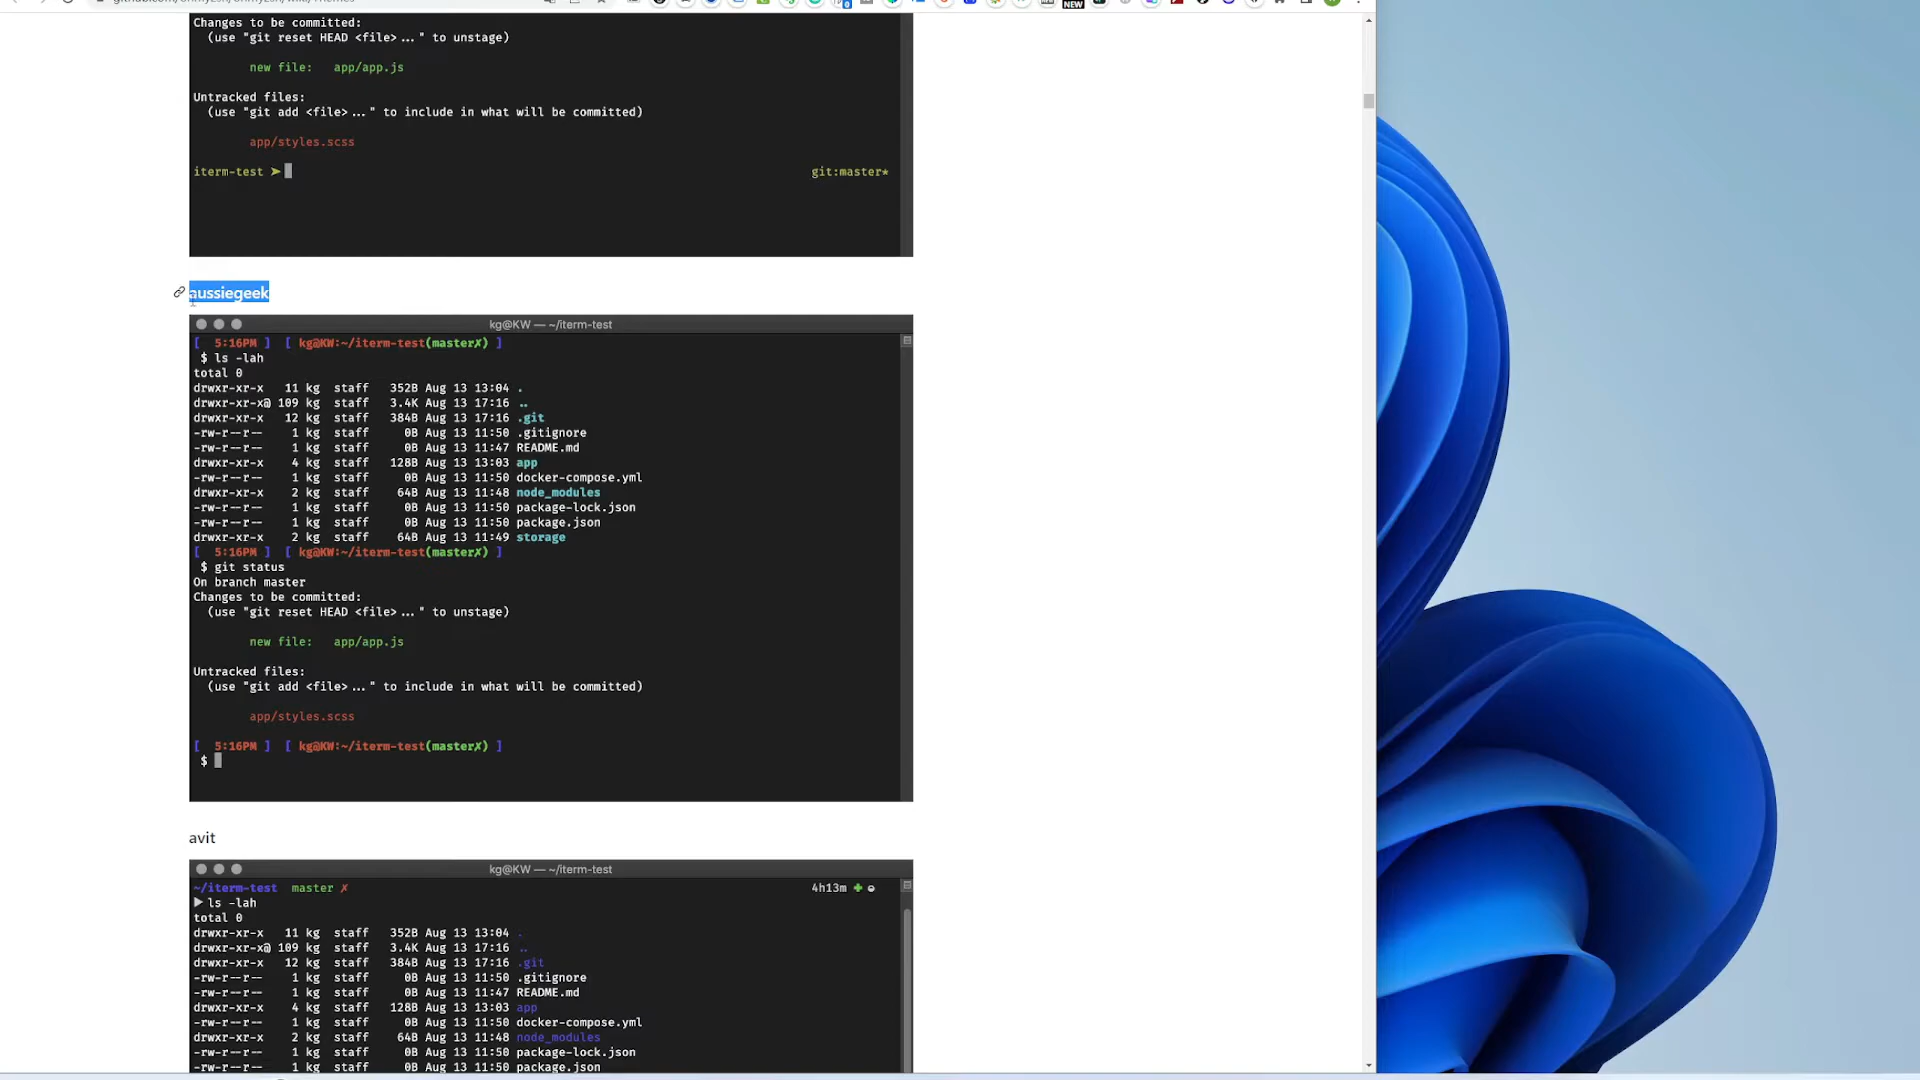 Changes to be committed:
(use "git reset HEAD <file>..." to unstage)
new file: app/app.js
Untracked files:
(use "git add <file>..." to include in what will be committed)
app/styles.scss
iterm-test ➤ git:master*
aussiegeek
kg@KW — ~/iterm-test
[ 5:16PM ] [ kg@KW:~/iterm-test(master✗) ]
$ ls -lah
total 0
drwxr-xr-x 11 kg staff 352B Aug 13 13:04 .
drwxr-xr-x@ 109 kg staff 3.4K Aug 13 17:16 ..
drwxr-xr-x 12 kg staff 384B Aug 13 17:16 .git
-rw-r--r-- 1 kg staff 0B Aug 13 11:50 .gitignore
-rw-r--r-- 1 kg staff 0B Aug 13 11:47 README.md
drwxr-xr-x 4 kg staff 128B Aug 13 13:03 app
-rw-r--r-- 1 kg staff 0B Aug 13 11:50 docker-compose.yml
drwxr-xr-x 2 kg staff 64B Aug 13 11:48 node_modules
-rw-r--r-- 1 kg staff 0B Aug 13 11:50 package-lock.json
-rw-r--r-- 1 kg staff 0B Aug 13 11:50 package.json
drwxr-xr-x 2 kg staff 64B Aug 13 11:49 storage
[ 5:16PM ] [ kg@KW:~/iterm-test(master✗) ]
$ git status
On branch master
Changes to be committed:
(use "git reset HEAD <file>..." to unstage)
new file: app/app.js
Untracked files:
(use "git add <file>..." to include in what will be committed)
app/styles.scss
[ 5:16PM ] [ kg@KW:~/iterm-test(master✗) ]
$
avit
kg@KW — ~/iterm-test
~/iterm-test master ✗ 4h13m ✚
▶ ls -lah
total 0
drwxr-xr-x 11 kg staff 352B Aug 13 13:04 .
drwxr-xr-x@ 109 kg staff 3.4K Aug 13 17:16 ..
drwxr-xr-x 12 kg staff 384B Aug 13 17:16 .git
-rw-r--r-- 1 kg staff 0B Aug 13 11:50 .gitignore
-rw-r--r-- 1 kg staff 0B Aug 13 11:47 README.md
drwxr-xr-x 4 kg staff 128B Aug 13 13:03 app
-rw-r--r-- 1 kg staff 0B Aug 13 11:50 docker-compose.yml
drwxr-xr-x 2 kg staff 64B Aug 13 11:48 node_modules
-rw-r--r-- 1 kg staff 0B Aug 13 11:50 package-lock.json
-rw-r--r-- 1 kg staff 0B Aug 13 11:50 package.json